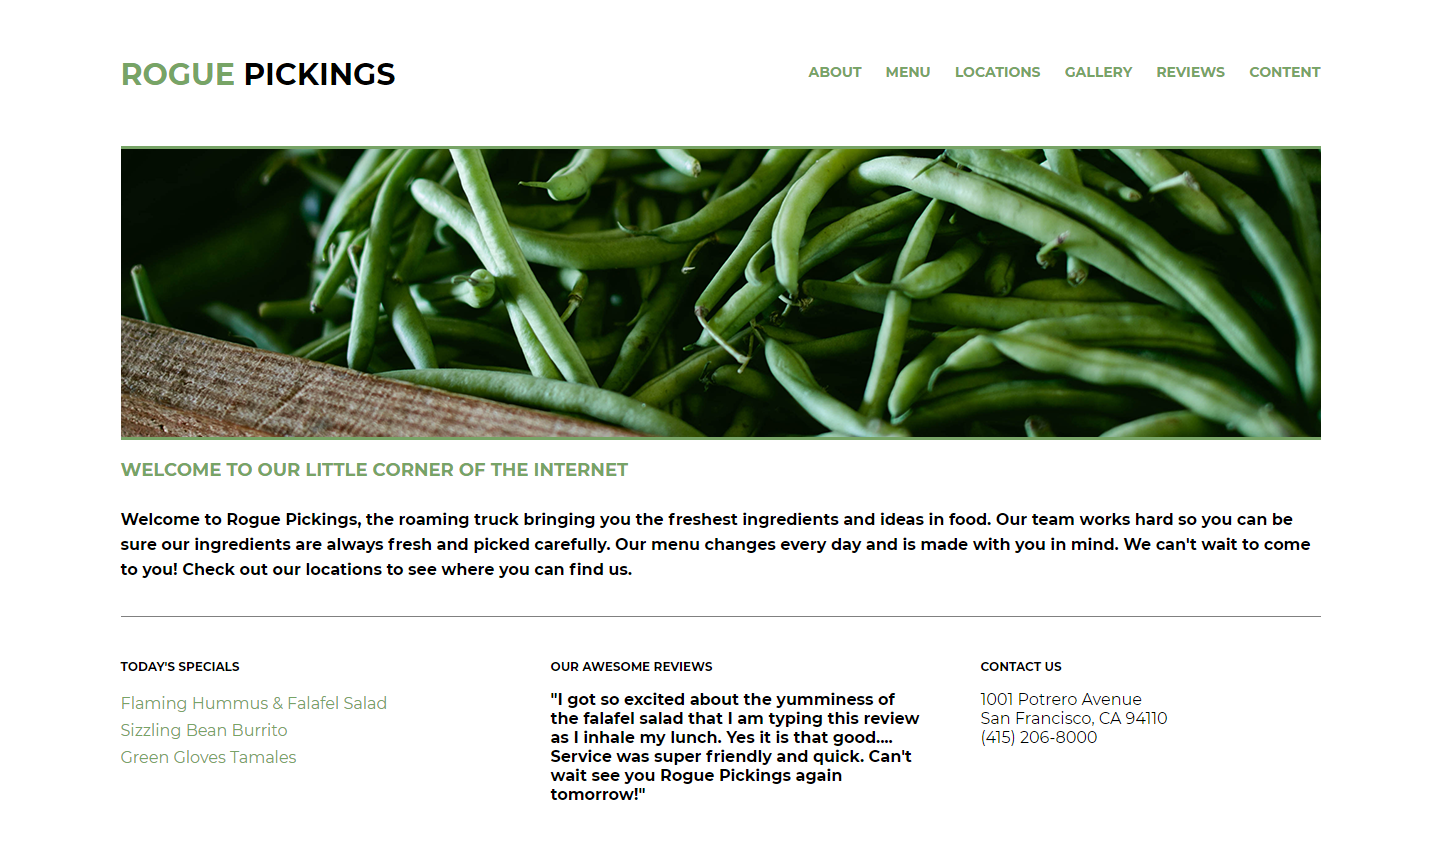 ROGUE PICKINGS
ABOUT MENU LOCATIONS GALLERY REVIEWS CONTENT
WELCOME TO OUR LITTLE CORNER OF THE INTERNET
Welcome to Rogue Pickings, the roaming truck bringing you the freshest ingredients and ideas in food. Our team works hard so you can be
sure our ingredients are always fresh and picked carefully. Our menu changes every day and is made with you in mind. We can't wait to come
to you! Check out our locations to see where you can find us.
TODAY'S SPECIALS
Flaming Hummus & Falafel Salad
Sizzling Bean Burrito
Green Gloves Tamales
OUR AWESOME REVIEWS
"I got so excited about the yumminess of
the falafel salad that I am typing this review
as I inhale my lunch. Yes it is that good....
Service was super friendly and quick. Can't
wait see you Rogue Pickings again
tomorrow!"
CONTACT US
1001 Potrero Avenue
San Francisco, CA 94110
(415) 206-8000